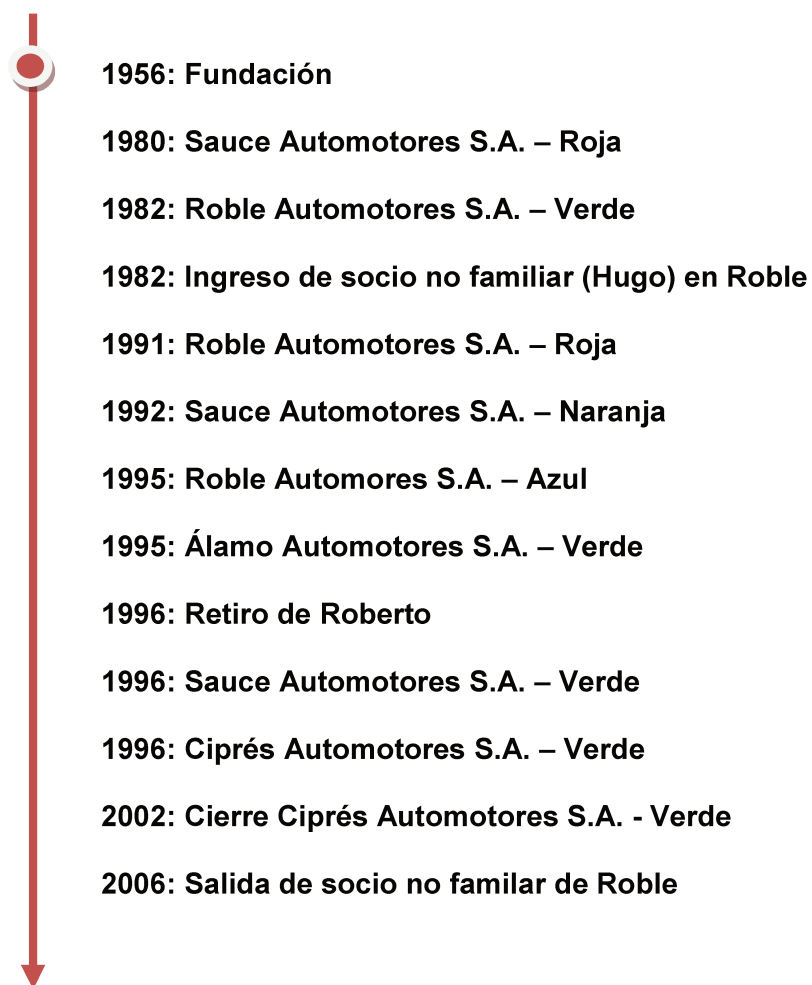 1956: Fundación
1980: Sauce Automotores S.A. – Roja
1982: Roble Automotores S.A. – Verde
1982: Ingreso de socio no familiar (Hugo) en Roble
1991: Roble Automotores S.A. – Roja
1992: Sauce Automotores S.A. – Naranja
1995: Roble Automores S.A. – Azul
1995: Álamo Automotores S.A. – Verde
1996: Retiro de Roberto
1996: Sauce Automotores S.A. – Verde
1996: Ciprés Automotores S.A. – Verde
2002: Cierre Ciprés Automotores S.A. - Verde
2006: Salida de socio no familar de Roble